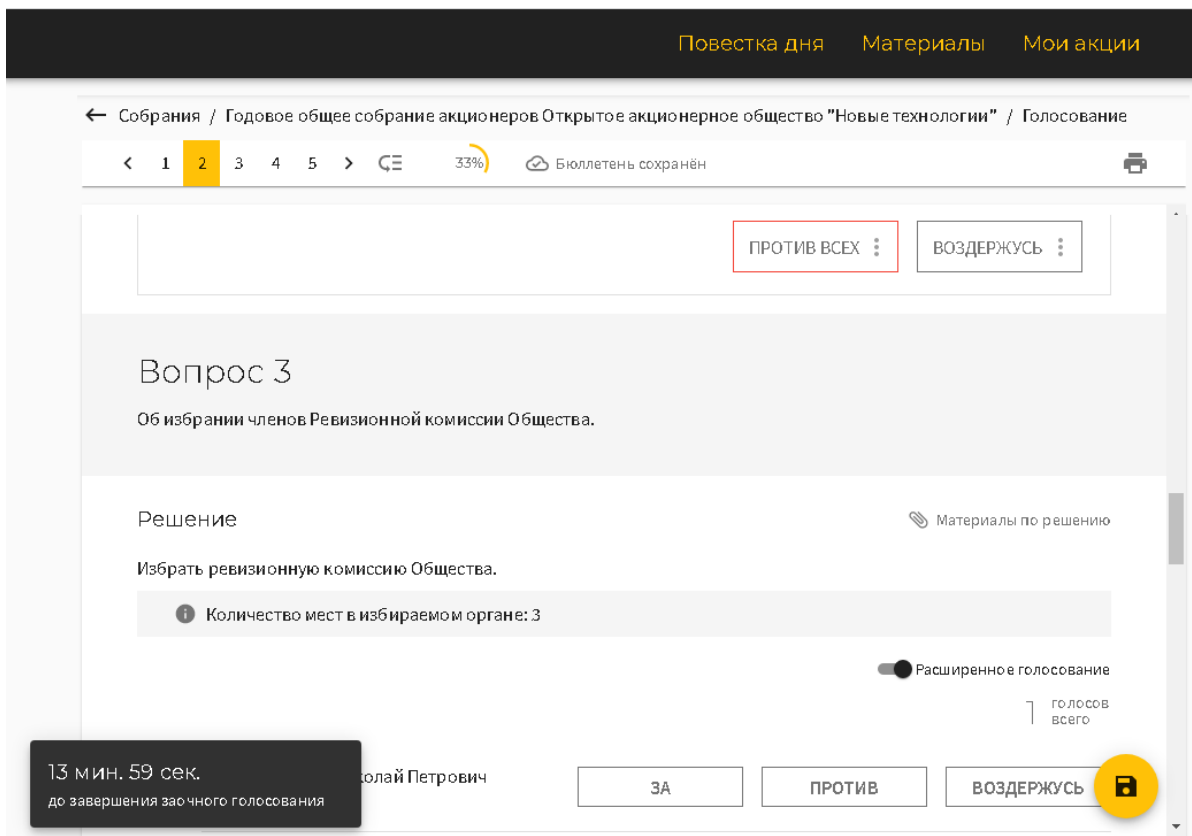 Повестка дня Материалы Мои акции
Собрания / Годовое общее собрание акционеров Открытое акционерное общество "Новые технологии" / Голосование
1 2 3 4 5 33% Бюллетень сохранён
ПРОТИВ ВСЕХ ВОЗДЕРЖУСЬ
Вопрос 3
Об избрании членов Ревизионной комиссии Общества.
Решение Материалы по решению
Избрать ревизионную комиссию Общества.
Количество мест в избираемом органе: 3
Расширенное голосование
1 голосов
всего
13 мин. 59 сек.
до завершения заочного голосования
Петрович ЗА ПРОТИВ ВОЗДЕРЖУСЬ